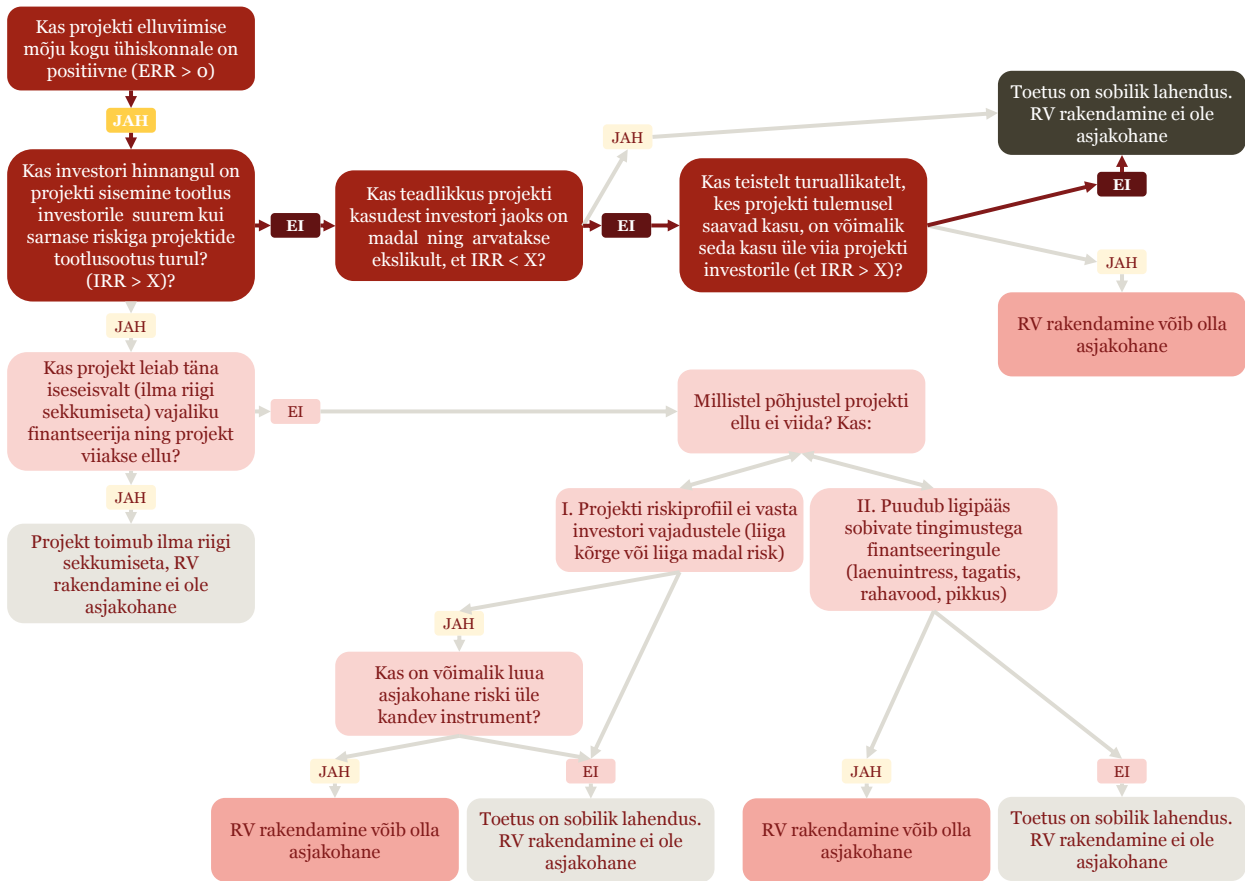 Kas projekti elluviimise
mõju kogu ühiskonnale on
positiivne (ERR > 0)
JAH
Kas investori hinnangul on
projekti sisemine tootlus
investorile suurem kui
sarnase riskiga projektide
tootlusootus turul?
(IRR > X)?
EI
Kas teadlikkus projekti
kasudest investori jaoks on
madal ning arvatakse
ekslikult, et IRR < X?
JAH
EI
Kas teistelt turuallikatelt,
kes projekti tulemusel
saavad kasu, on võimalik
seda kasu üle viia projekti
investorile (et IRR > X)?
Toetus on sobilik lahendus.
RV rakendamine ei ole
asjakohane
EI
JAH
RV rakendamine võib olla
asjakohane
JAH
Kas projekt leiab täna
iseseisvalt (ilma riigi
sekkumiseta) vajaliku
finantseerija ning projekt
viiakse ellu?
EI
Millistel põhjustel projekti
ellu ei viida? Kas:
JAH
Projekt toimub ilma riigi
sekkumiseta, RV
rakendamine ei ole
asjakohane
I. Projekti riskiprofiil ei vasta
investori vajadustele (liiga
kõrge või liiga madal risk)
II. Puudub ligipääs
sobivate tingimustega
finantseeringule
(laenuintress, tagatis,
rahavood, pikkus)
JAH
Kas on võimalik luua
asjakohane riski üle
kandev instrument?
JAH
EI
JAH
EI
RV rakendamine võib olla
asjakohane
Toetus on sobilik lahendus.
RV rakendamine ei ole
asjakohane
RV rakendamine võib olla
asjakohane
Toetus on sobilik lahendus.
RV rakendamine ei ole
asjakohane